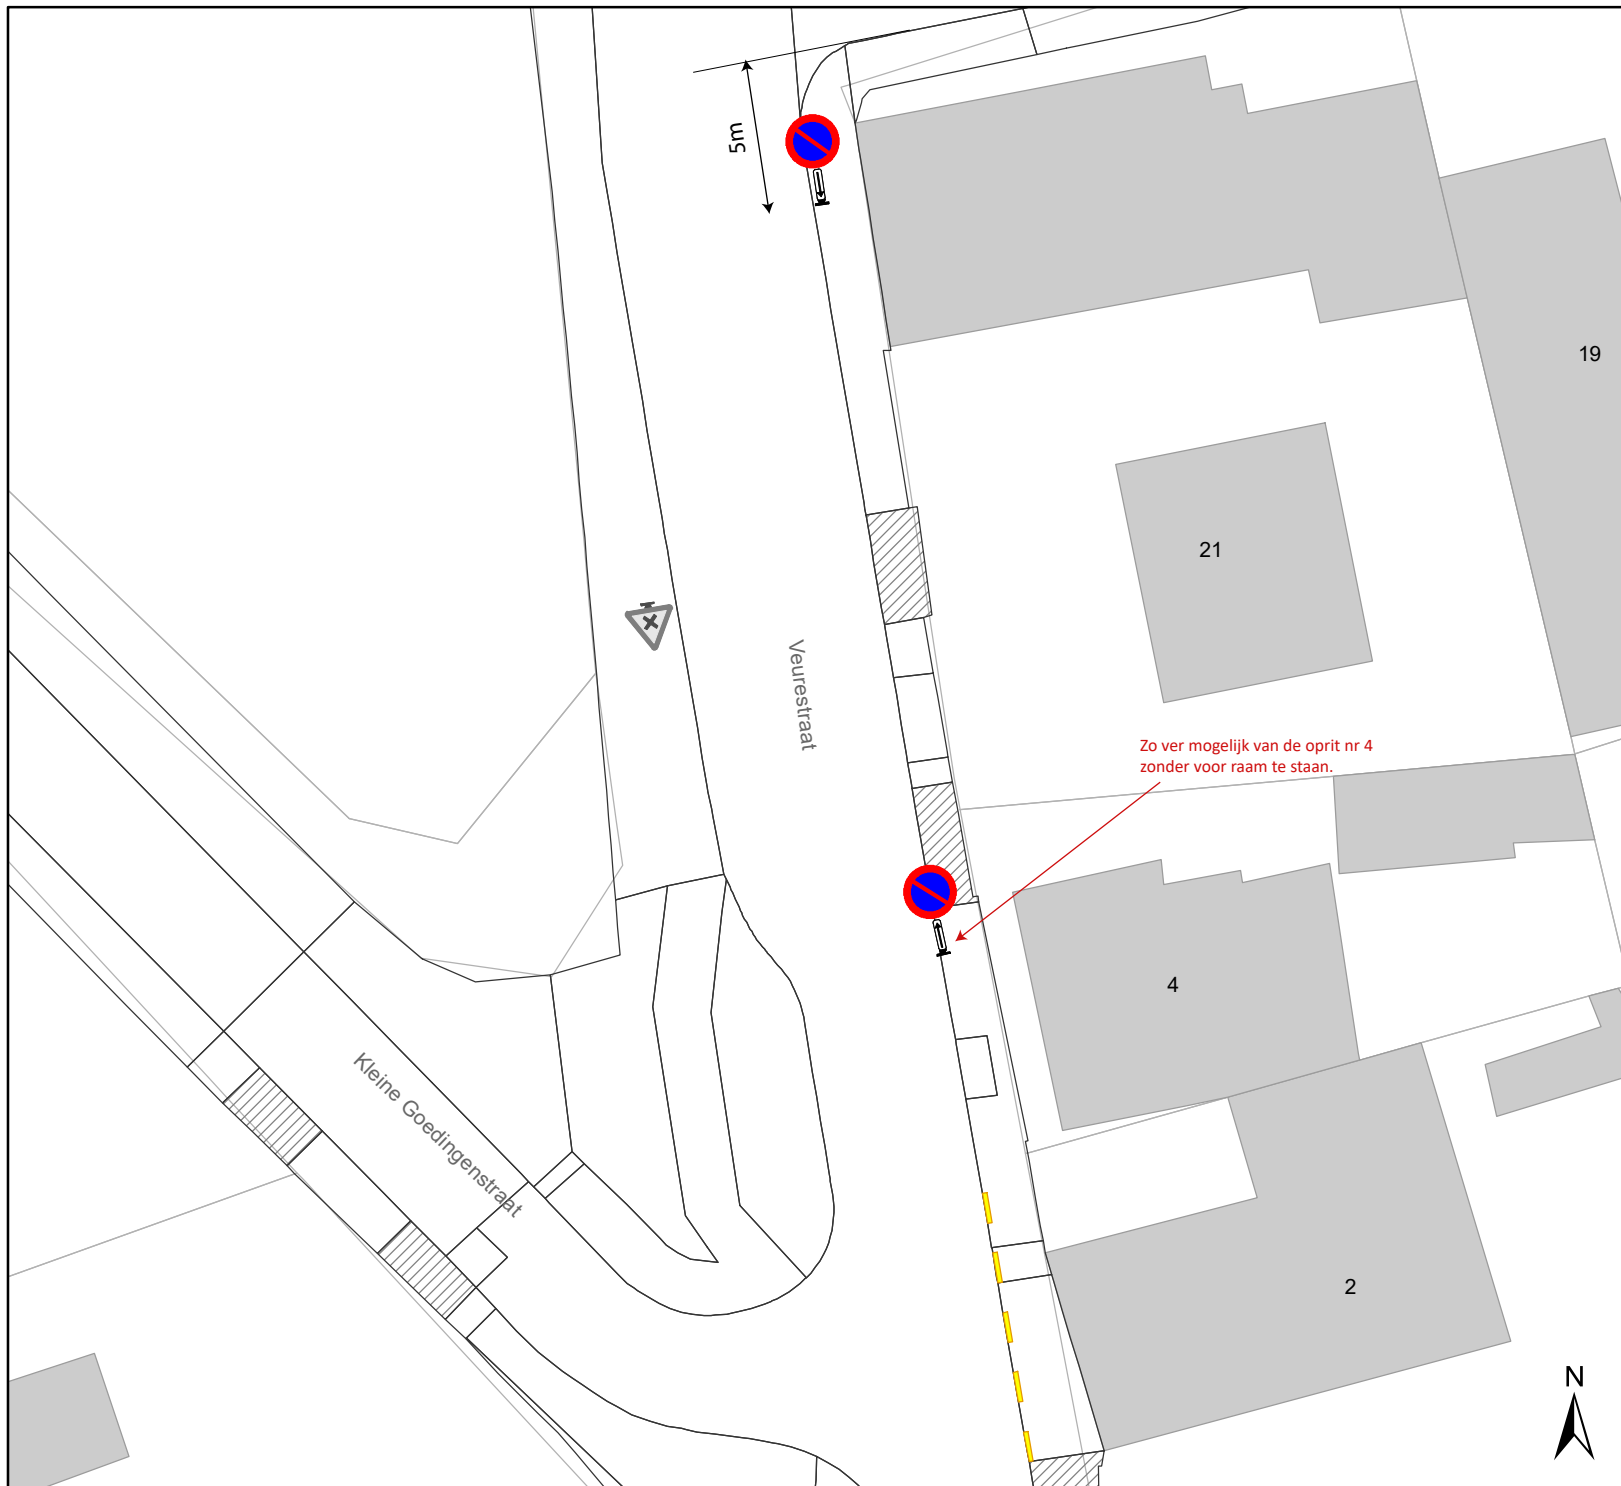 5m
19
21
Veurestraat
Zo ver mogelijk van de oprit nr 4
zonder voor raam te staan.
4
Kleine Goedingenstraat
2
N